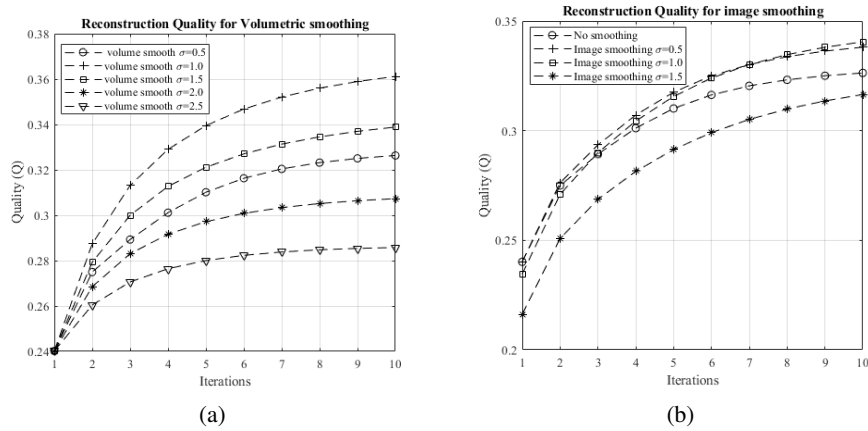 Reconstruction Quality for Volumetric smoothing
0.38
0.36
0.34
0.32
0.3
0.28
0.26
0.24
Quality (Q)
volume smooth σ=0.5
volume smooth σ=1.0
volume smooth σ=1.5
volume smooth σ=2.0
volume smooth σ=2.5
1 2 3 4 5 6 7 8 9 10
Iterations
(a)
Reconstruction Quality for image smoothing
0.35
0.3
0.25
0.2
Quality (Q)
No smoothing
Image smoothing σ=0.5
Image smoothing σ=1.0
Image smoothing σ=1.5
1 2 3 4 5 6 7 8 9 10
Iterations
(b)